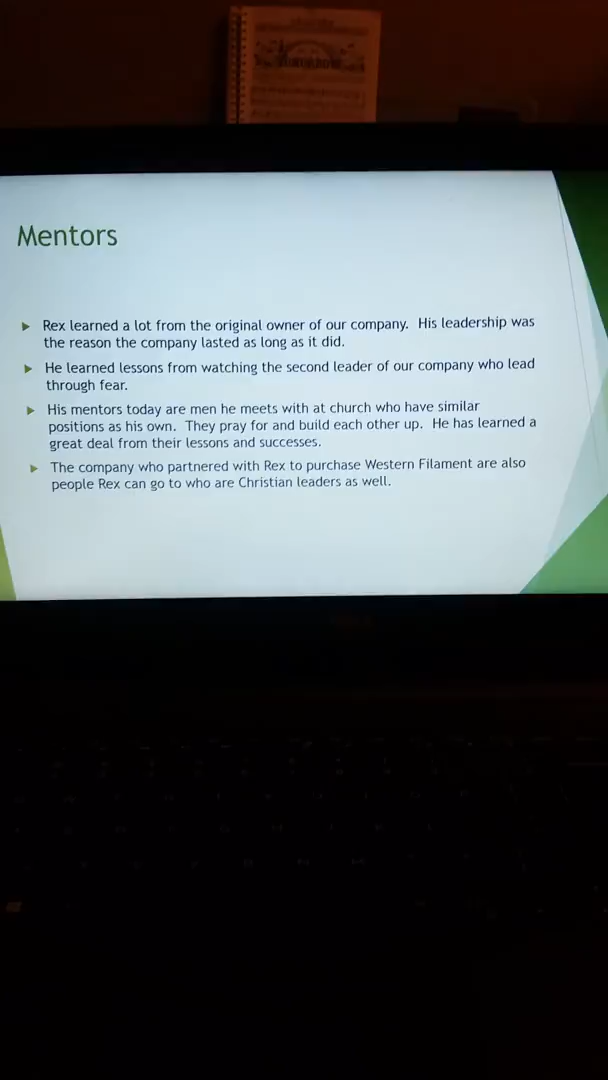 Mentors
Rex learned a lot from the original owner of our company. His leadership was
the reason the company lasted as long as it did.
He learned lessons from watching the second leader of our company who lead
through fear.
His mentors today are men he meets with at church who have similar
positions as his own. They pray for and build each other up. He has learned a
great deal from their lessons and successes.
The company who partnered with Rex to purchase Western Filament are also
people Rex can go to who are Christian leaders as well.